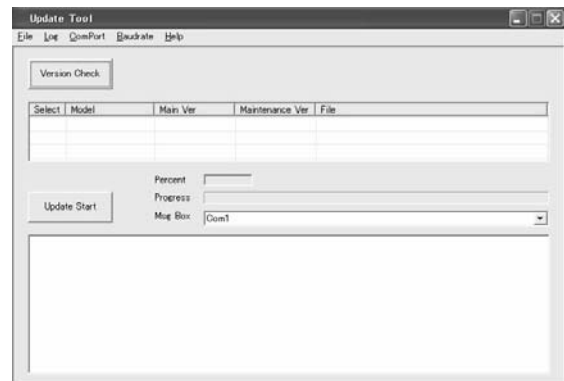 Update Tool
File Log ComPort Baudrate Help
Version Check
Select Model Main Ver Maintenance Ver File
Percent
Progress
Update Start
Msg Box Com1